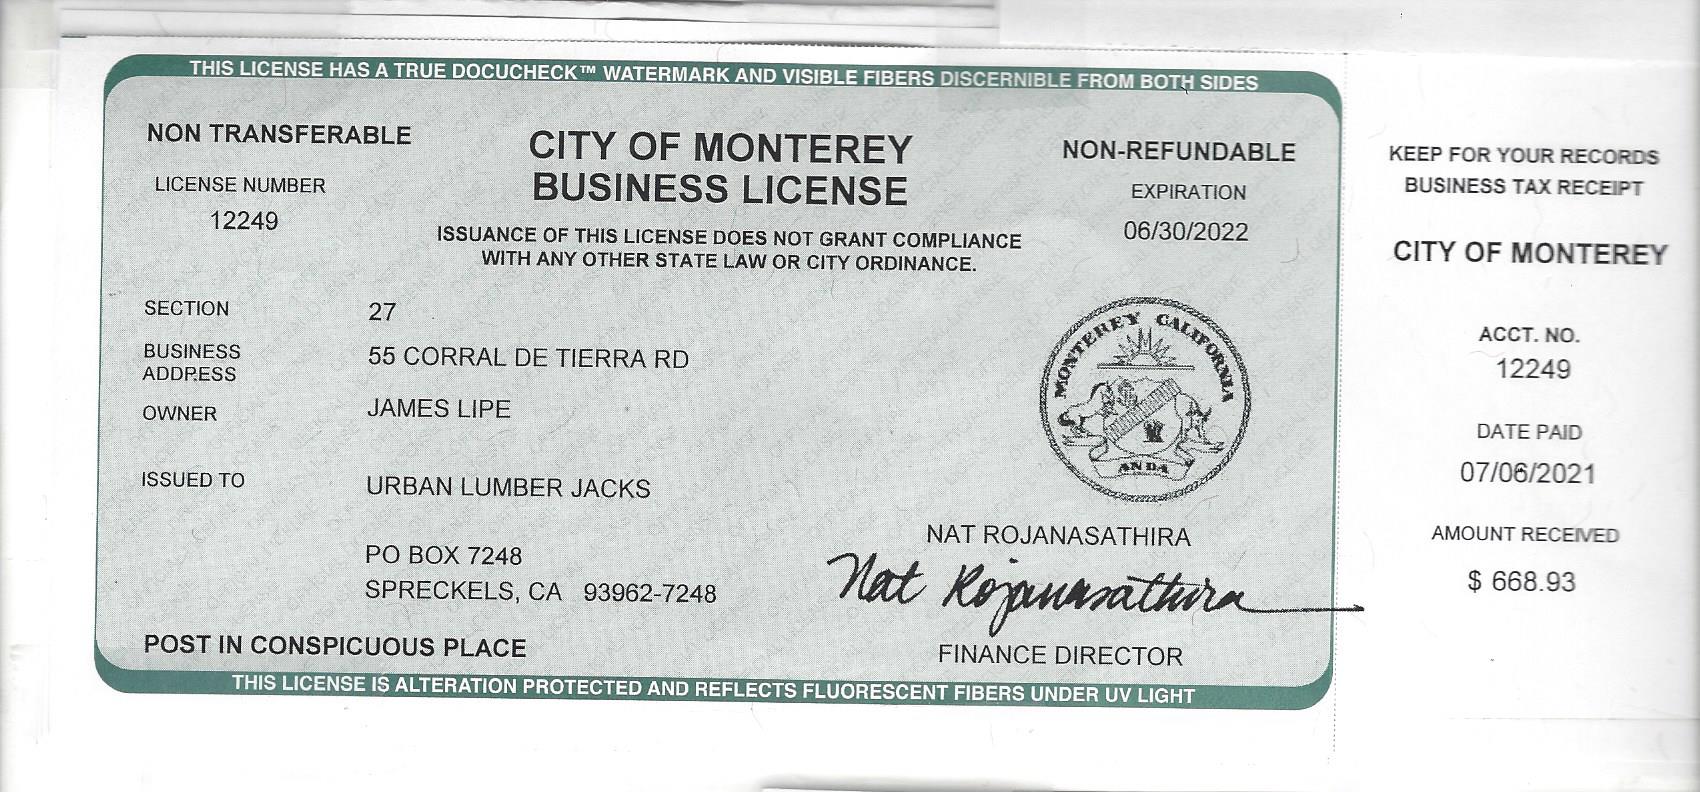 THIS LICENSE HAS A TRUE DOCUCHECK™ WATERMARK AND VISIBLE FIBERS DISCERNIBLE FROM BOTH SIDES
NON TRANSFERABLE
LICENSE NUMBER
12249
CITY OF MONTEREY
BUSINESS LICENSE
ISSUANCE OF THIS LICENSE DOES NOT GRANT COMPLIANCE
WITH ANY OTHER STATE LAW OR CITY ORDINANCE.
NON-REFUNDABLE
EXPIRATION
06/30/2022
SECTION 27
BUSINESS
ADDRESS 55 CORRAL DE TIERRA RD
OWNER JAMES LIPE
ISSUED TO URBAN LUMBER JACKS
PO BOX 7248
SPRECKELS, CA 93962-7248
POST IN CONSPICUOUS PLACE
MONTEREY CALIFORNIA
NAT ROJANASATHIRA
Nat Rojanasathira
FINANCE DIRECTOR
THIS LICENSE IS ALTERATION PROTECTED AND REFLECTS FLUORESCENT FIBERS UNDER UV LIGHT
KEEP FOR YOUR RECORDS
BUSINESS TAX RECEIPT
CITY OF MONTEREY
ACCT. NO.
12249
DATE PAID
07/06/2021
AMOUNT RECEIVED
$ 668.93